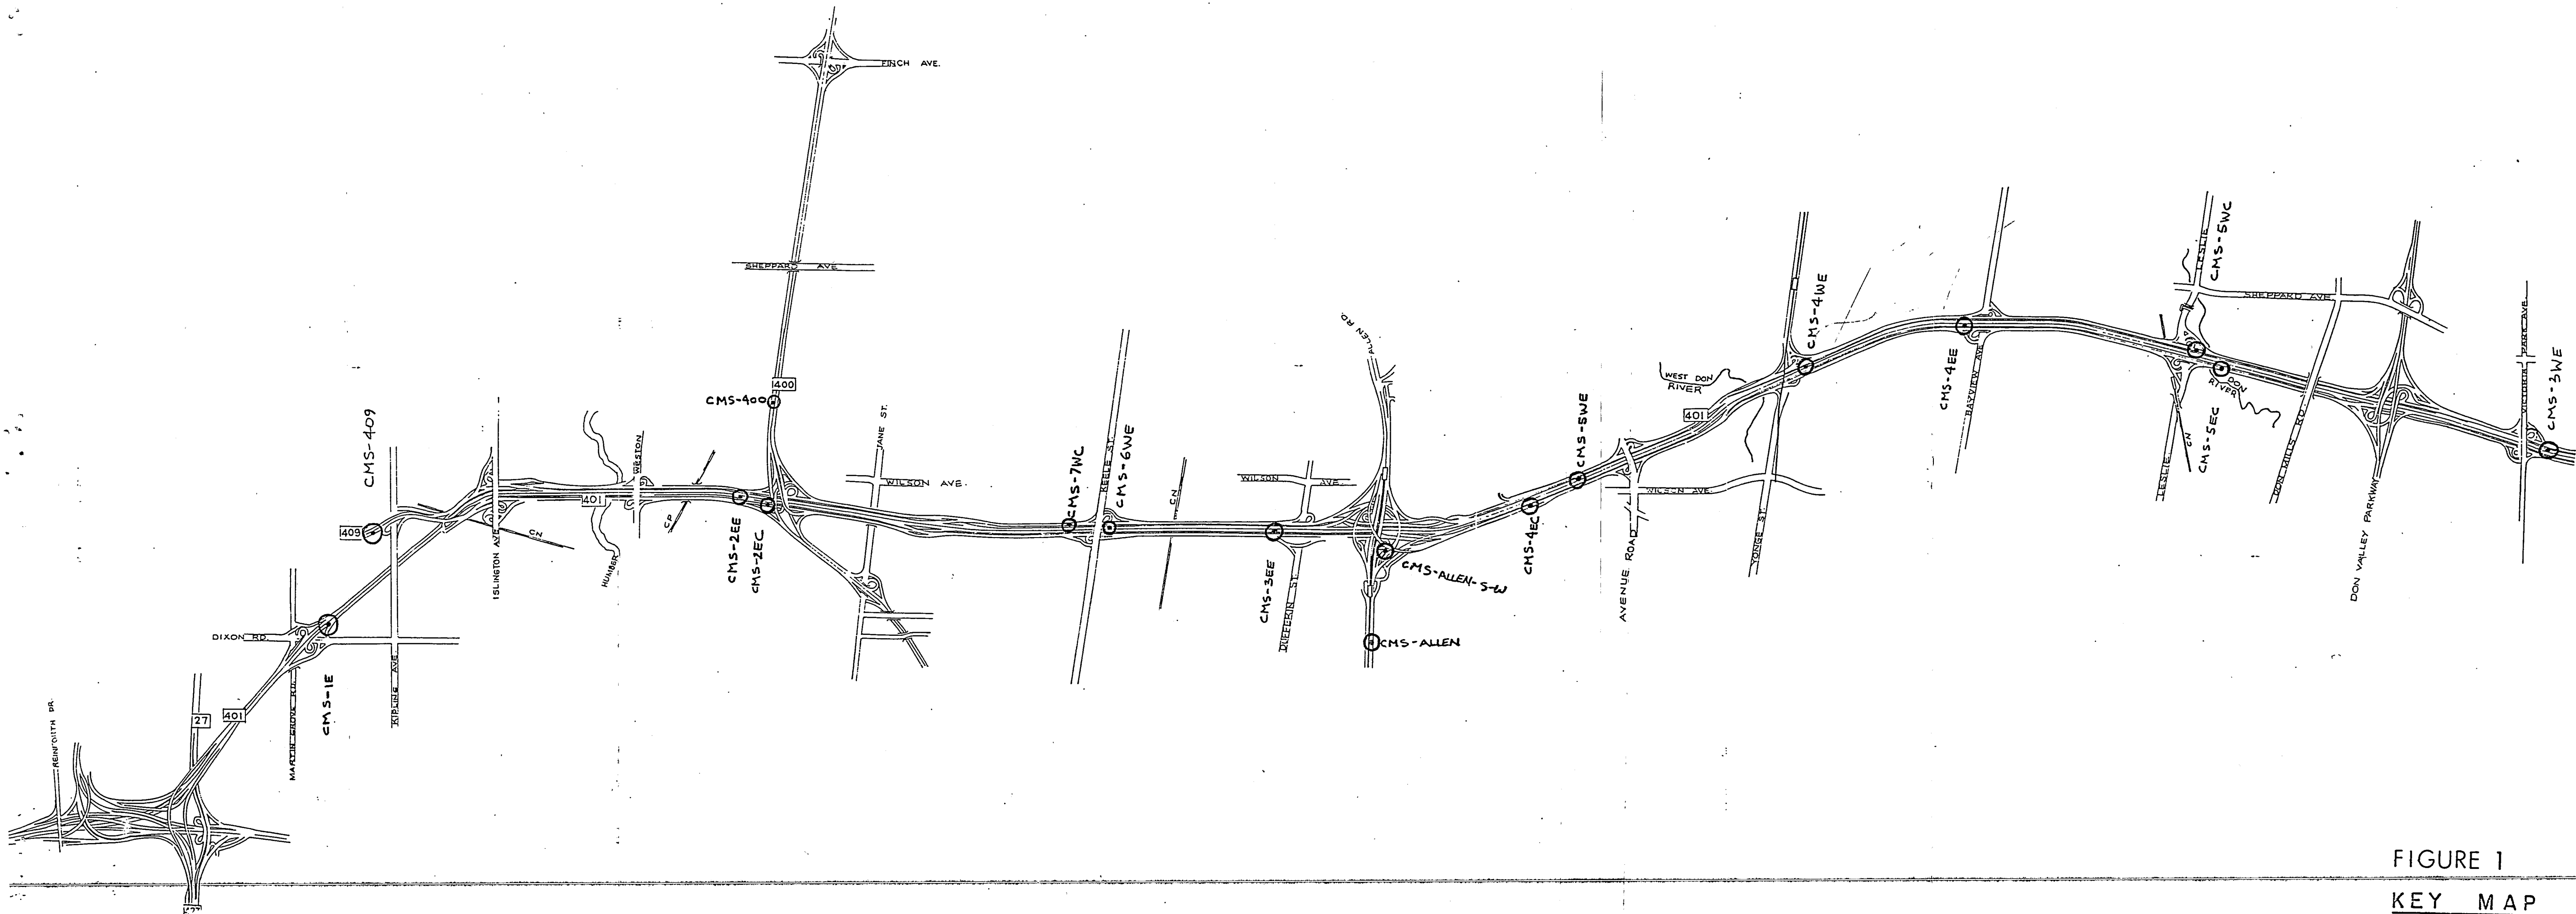 FINCH AVE.
SHEPPARD AVE
400
CMS-400
CMS-409
409
DIXON RD.
MARTIN GROVE RD.
CMS-1E
KIPLING AVE.
27
401
REINFOITH DR.
27
ISLINGTON AVE.
CN
HUMBER
401
WESTON
CP
CMS-2EE
CMS-2EC
JANE ST.
WILSON AVE.
CMS-7WC
KEELE ST.
CMS-6WE
CN
WILSON AVE.
CMS-3EE
DUFFERIN ST.
ALLEN RD.
ALLEN RD
CMS-ALLEN-S-W
CMS-ALLEN
CMS-4EC
CMS-5WE
AVENUE ROAD
WILSON AVE.
YONGE ST.
WEST DON
RIVER
401
CMS-4WE
CMS-4EE
BAYVIEW AVE
LESLIE
CMS-5WC
SHEPPARD AVE
DON
RIVER
LESLIE
CN
CMS-5EC
DON MILLS RD.
DON VALLEY PARKWAY
VICTORIA PARK AVE.
CMS-3WE
FIGURE 1
KEY MAP